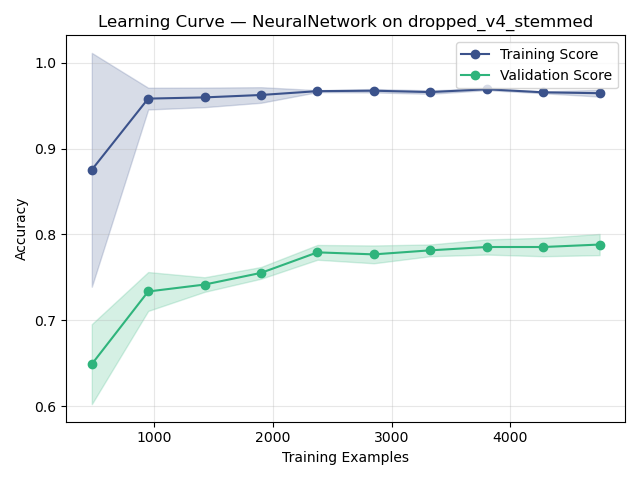 Learning Curve — NeuralNetwork on dropped_v4_stemmed
Training Score
Validation Score
Accuracy
1.0
0.9
0.8
0.7
0.6
1000 2000 3000 4000
Training Examples